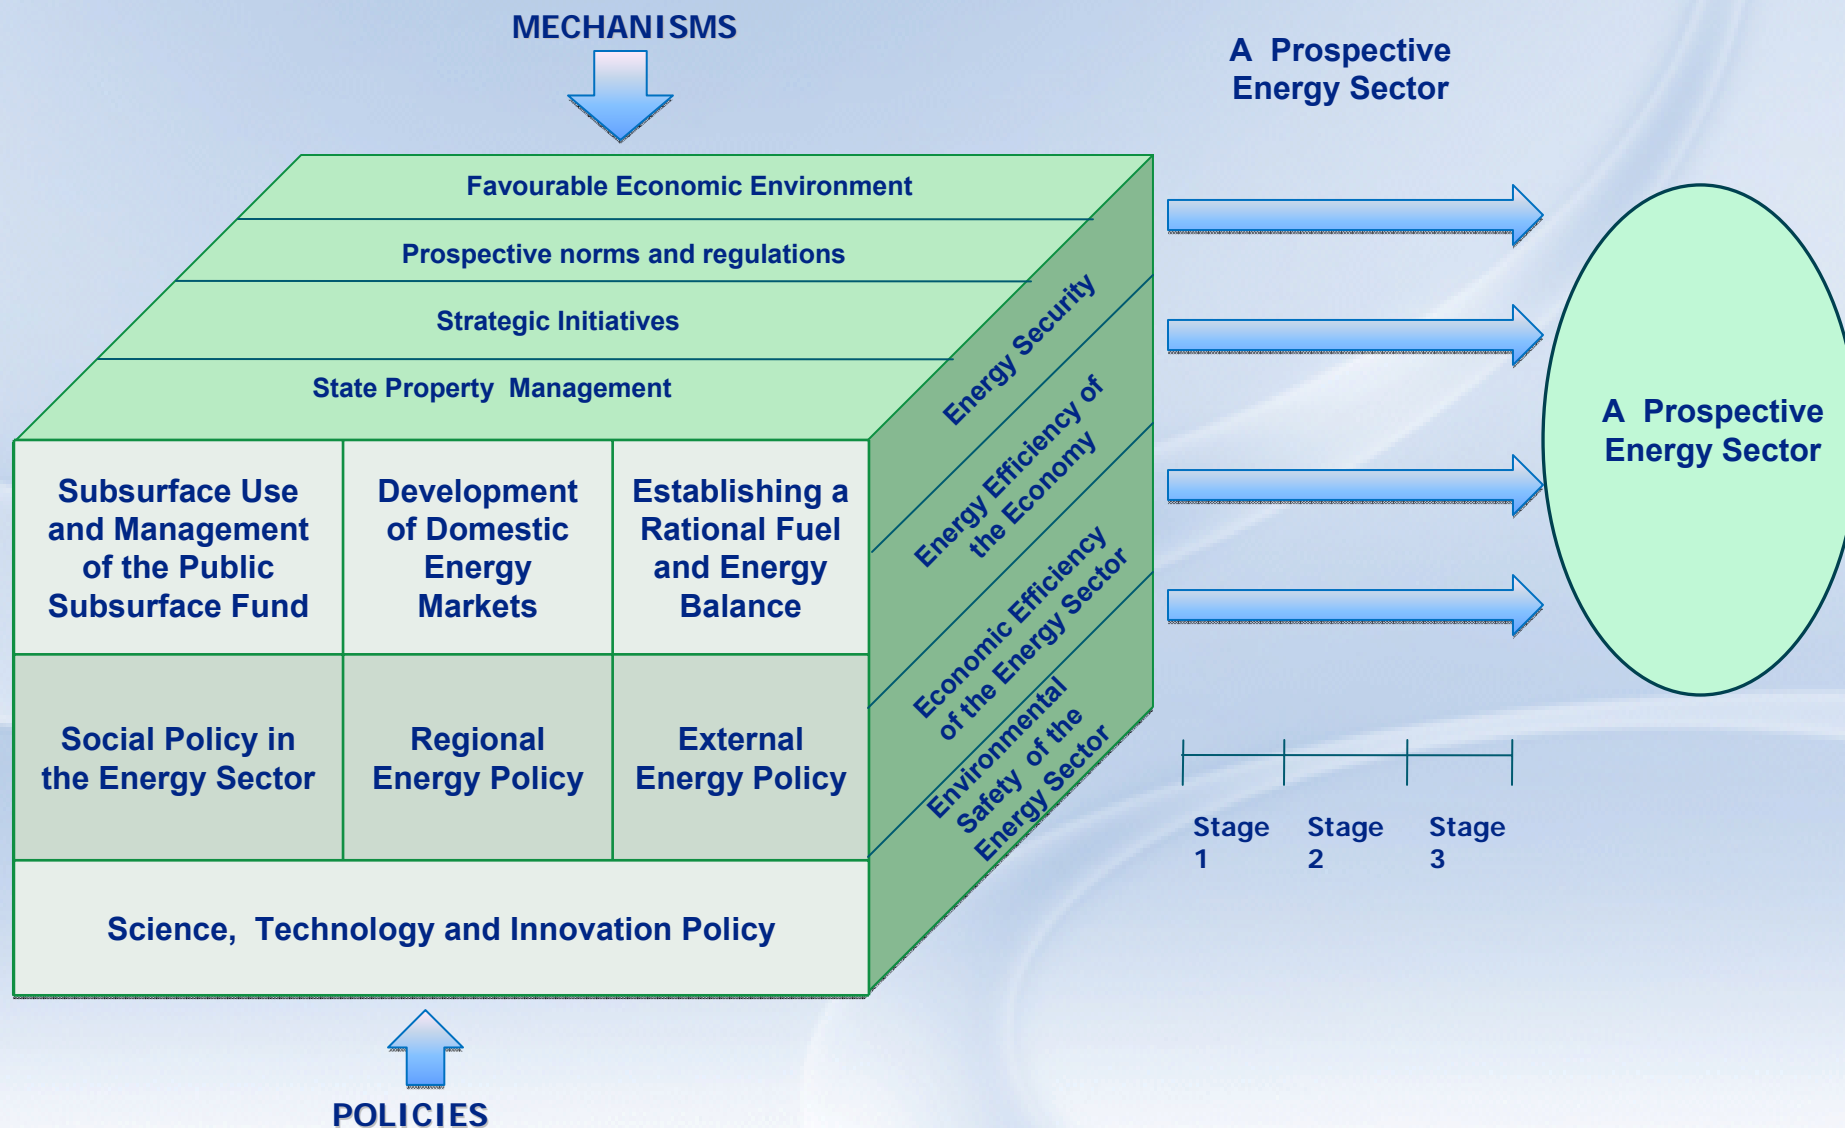 MECHANISMS
A Prospective
Energy Sector
Favourable Economic Environment
Prospective norms and regulations
Strategic Initiatives
State Property Management
Energy Security
Energy Efficiency of
the Economy
Economic Efficiency
of the Energy Sector
Environmental
Safety of the
Energy Sector
Subsurface Use
and Management
of the Public
Subsurface Fund
Development
of Domestic
Energy
Markets
Establishing a
Rational Fuel
and Energy
Balance
Social Policy in
the Energy Sector
Regional
Energy Policy
External
Energy Policy
Science, Technology and Innovation Policy
POLICIES
A Prospective
Energy Sector
Stage
1
Stage
2
Stage
3